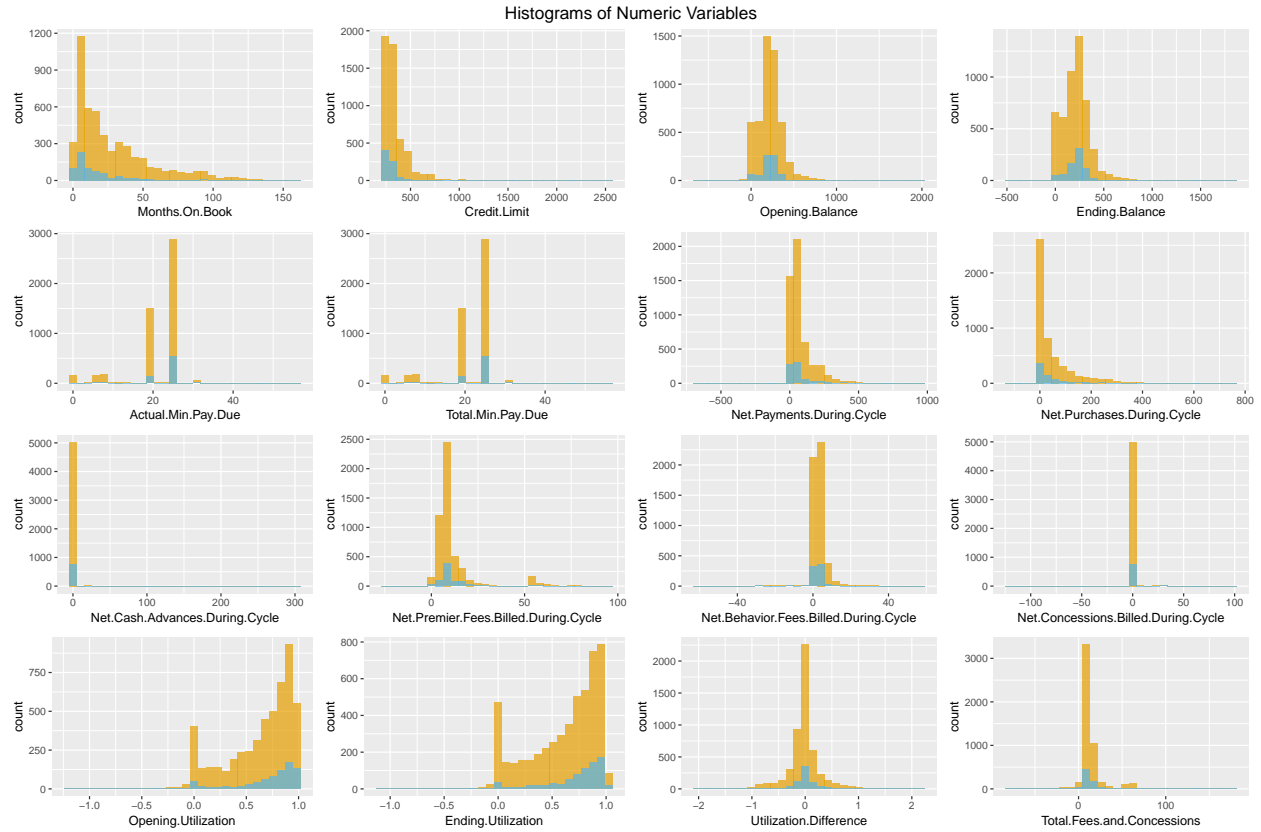 Histograms of Numeric Variables
count
1200
900
600
300
0
0 50 100 150
Months.On.Book
count
2000
1500
1000
500
0
500 1000 1500 2000 2500
Credit.Limit
count
1500
1000
500
0
0 1000 2000
Opening.Balance
count
1000
500
0
−500 0 500 1000 1500
Ending.Balance
count
3000
2000
1000
0
0 20 40
Actual.Min.Pay.Due
count
3000
2000
1000
0
0 20 40
Total.Min.Pay.Due
count
2000
1500
1000
500
0
−500 0 500 1000
Net.Payments.During.Cycle
count
2000
1000
0
0 200 400 600 800
Net.Purchases.During.Cycle
count
5000
4000
3000
2000
1000
0
0 100 200 300
Net.Cash.Advances.During.Cycle
count
2500
2000
1500
1000
500
0
0 50 100
Net.Premier.Fees.Billed.During.Cycle
count
2000
1500
1000
500
0
−40 0 40
Net.Behavior.Fees.Billed.During.Cycle
count
5000
4000
3000
2000
1000
0
−100 −50 0 50 100
Net.Concessions.Billed.During.Cycle
count
750
500
250
0
−1.0 −0.5 0.0 0.5 1.0
Opening.Utilization
count
800
600
400
200
0
−1.0 −0.5 0.0 0.5 1.0
Ending.Utilization
count
2000
1500
1000
500
0
−2 −1 0 1 2
Utilization.Difference
count
3000
2000
1000
0
0 100
Total.Fees.and.Concessions